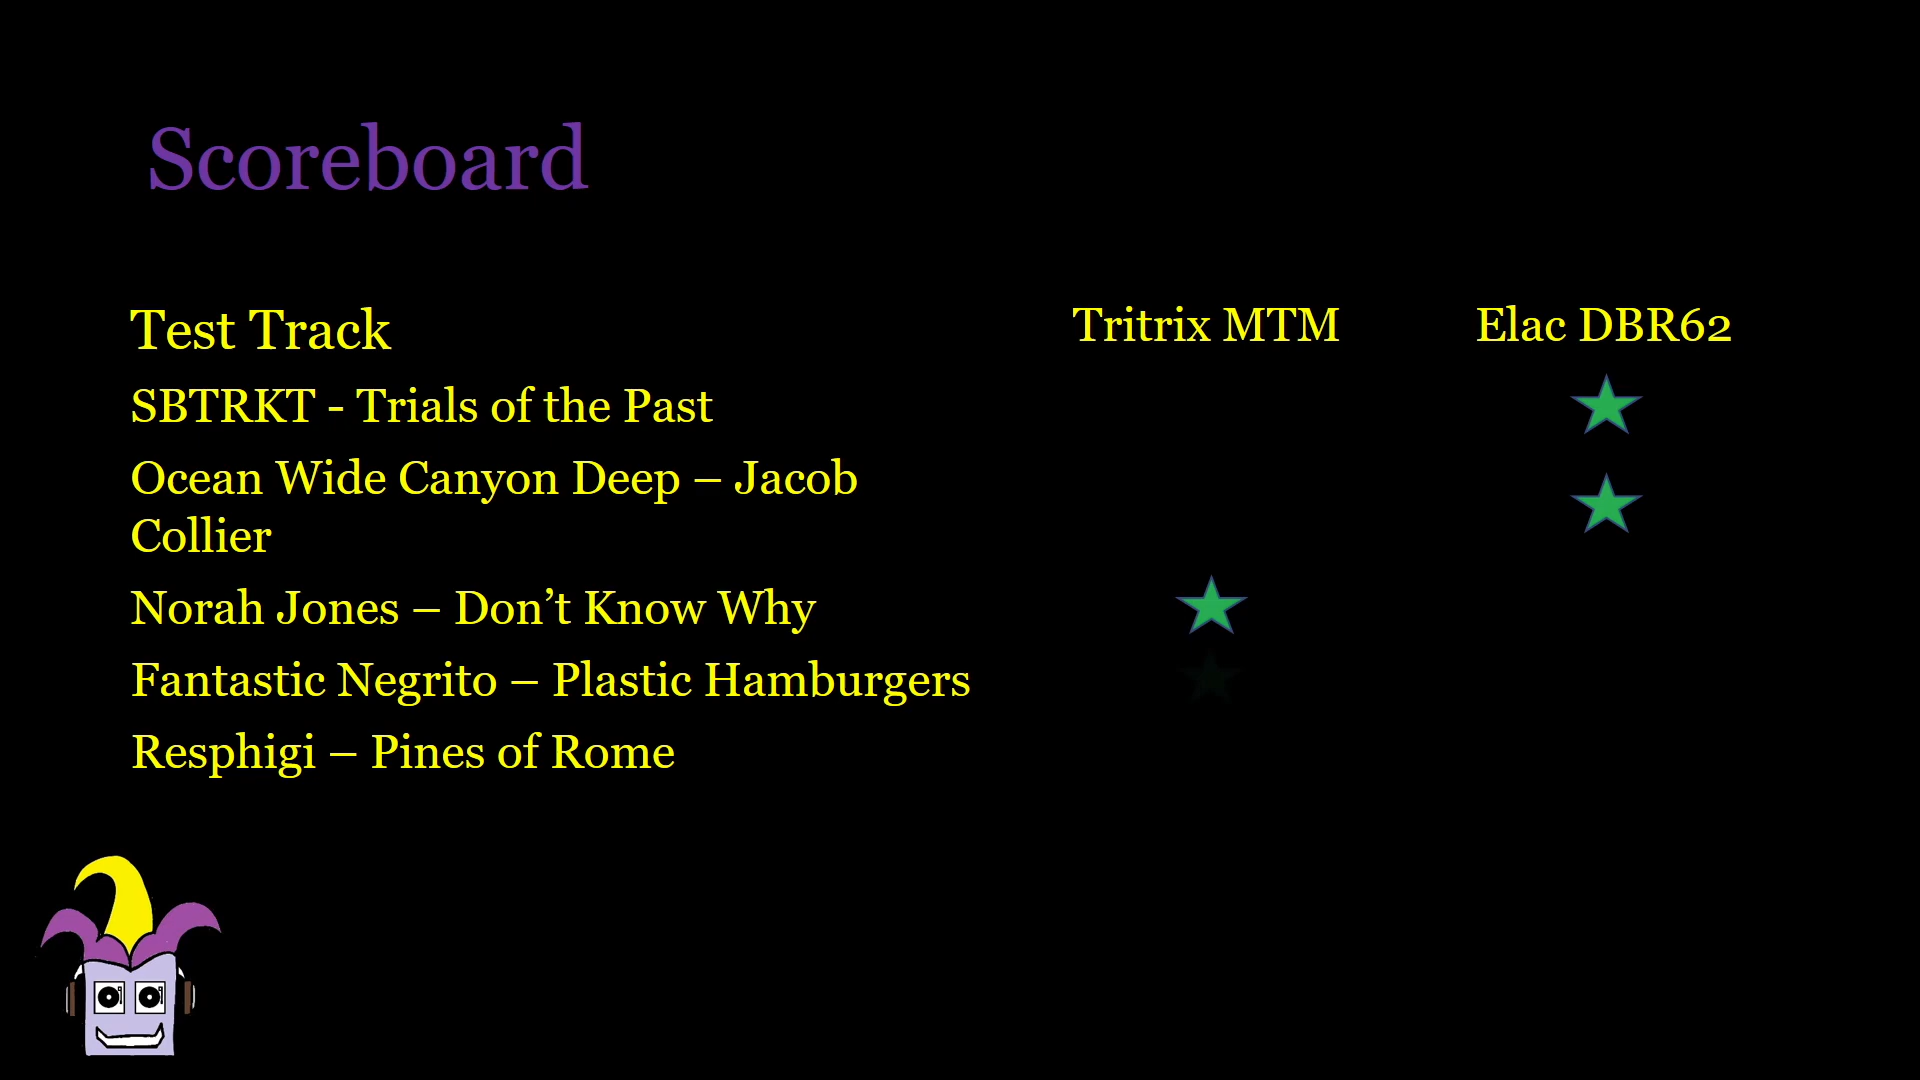 Scoreboard
Test Track
Tritrix MTM
Elac DBR62
SBTRKT - Trials of the Past
Ocean Wide Canyon Deep – Jacob
Collier
Norah Jones – Don’t Know Why
Fantastic Negrito – Plastic Hamburgers
Resphigi – Pines of Rome